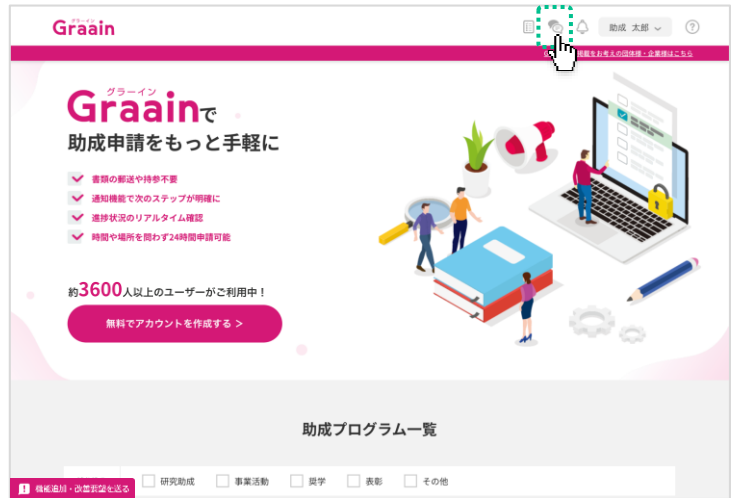 グラーイン
Graain
助成 太郎
?
掲載をお考えの団体様・企業様はこちら
グラーイン
Graainで
助成申請をもっと手軽に
書類の郵送や持参不要
通知機能で次のステップが明確に
進捗状況のリアルタイム確認
時間や場所を問わず24時間申請可能
約3600人以上のユーザーがご利用中！
無料でアカウントを作成する >
助成プログラム一覧
研究助成 事業活動 奨学 表彰 その他
! 機能追加・改善要望を送る